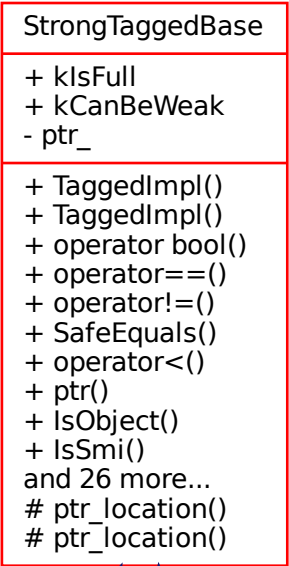 StrongTaggedBase
+ kIsFull
+ kCanBeWeak
- ptr_
+ TaggedImpl()
+ TaggedImpl()
+ operator bool()
+ operator==()
+ operator!=()
+ SafeEquals()
+ operator<()
+ ptr()
+ IsObject()
+ IsSmi()
and 26 more...
# ptr_location()
# ptr_location()